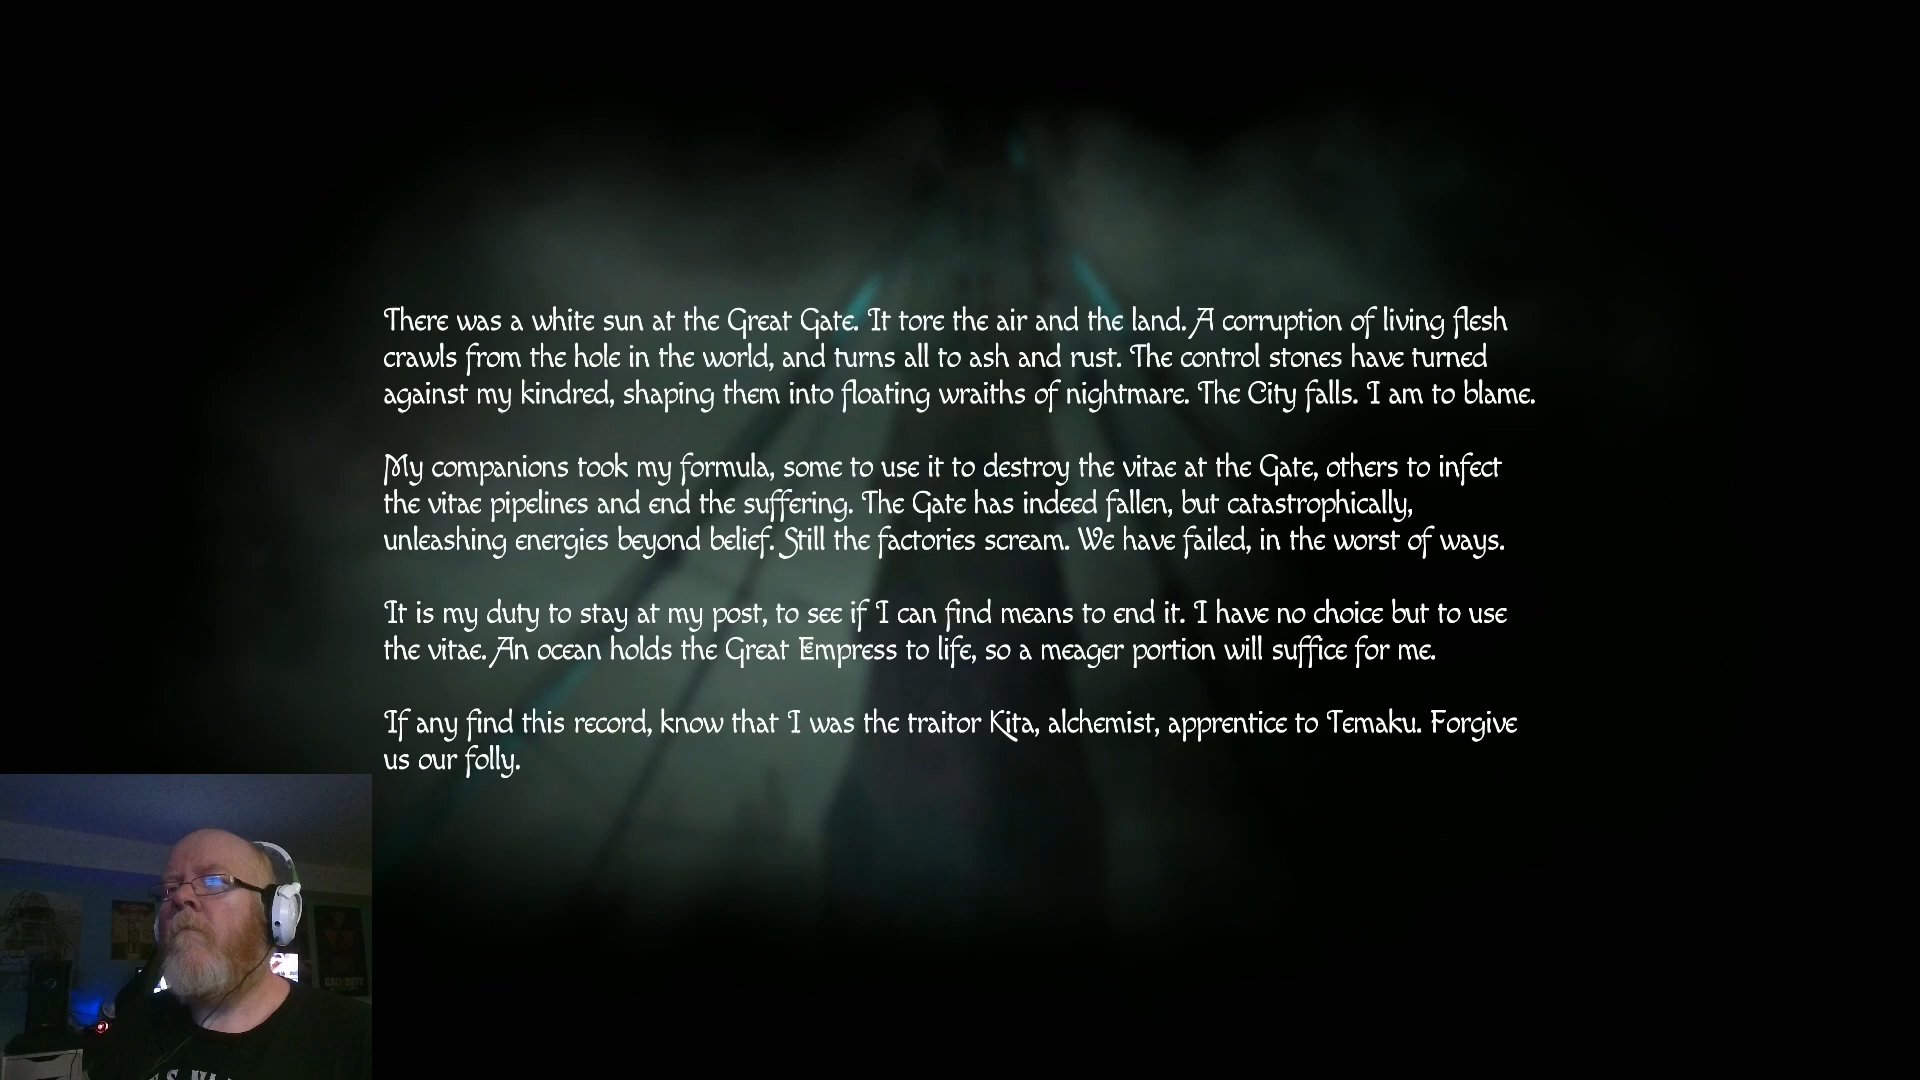 There was a white sun at the Great Gate. It tore the air and the land. A corruption of living flesh
crawls from the hole in the world, and turns all to ash and rust. The control stones have turned
against my kindred, shaping them into floating wraiths of nightmare. The City falls. I am to blame.
My companions took my formula, some to use it to destroy the vitae at the Gate, others to infect
the vitae pipelines and end the suffering. The Gate has indeed fallen, but catastrophically,
unleashing energies beyond belief. Still the factories scream. We have failed, in the worst of ways.
It is my duty to stay at my post, to see if I can find means to end it. I have no choice but to use
the vitae. An ocean holds the Great Empress to life, so a meager portion will suffice for me.
If any find this record, know that I was the traitor Kita, alchemist, apprentice to Temaku. Forgive
us our folly.
CALL OF DUTY